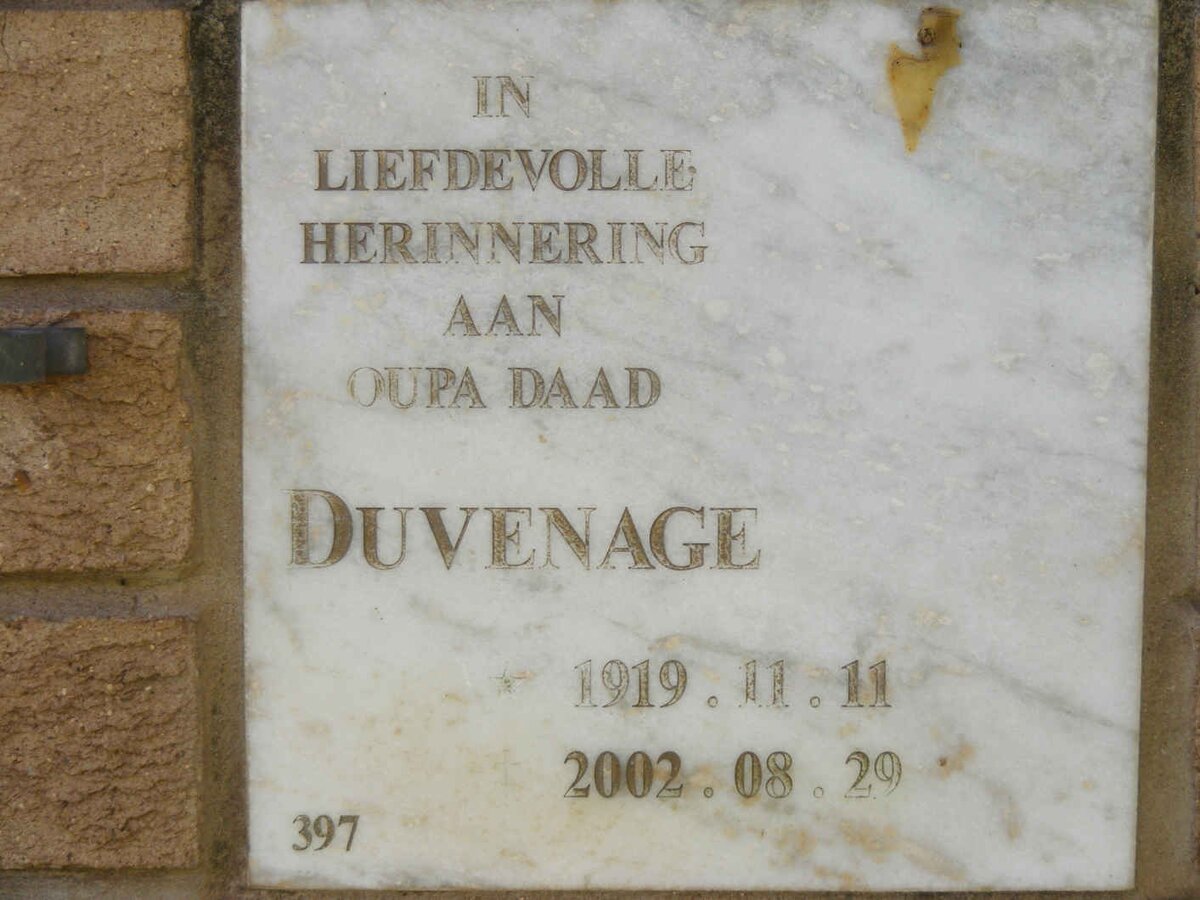 IN
LIEFDEVOLLE
HERINNERING
AAN
OUPA DAAD
DUVENAGE
* 1919.11.11
† 2002.08.29
397